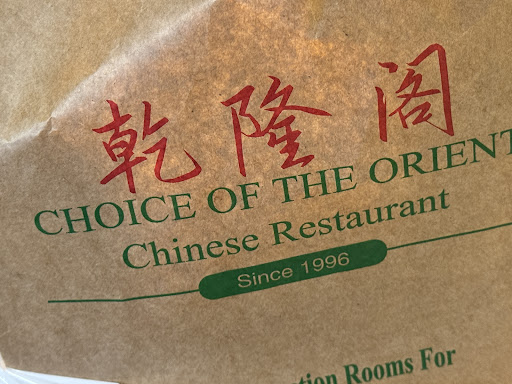 乾隆阁
CHOICE OF THE ORIENT
Chinese Restaurant
Since 1996
Rooms For